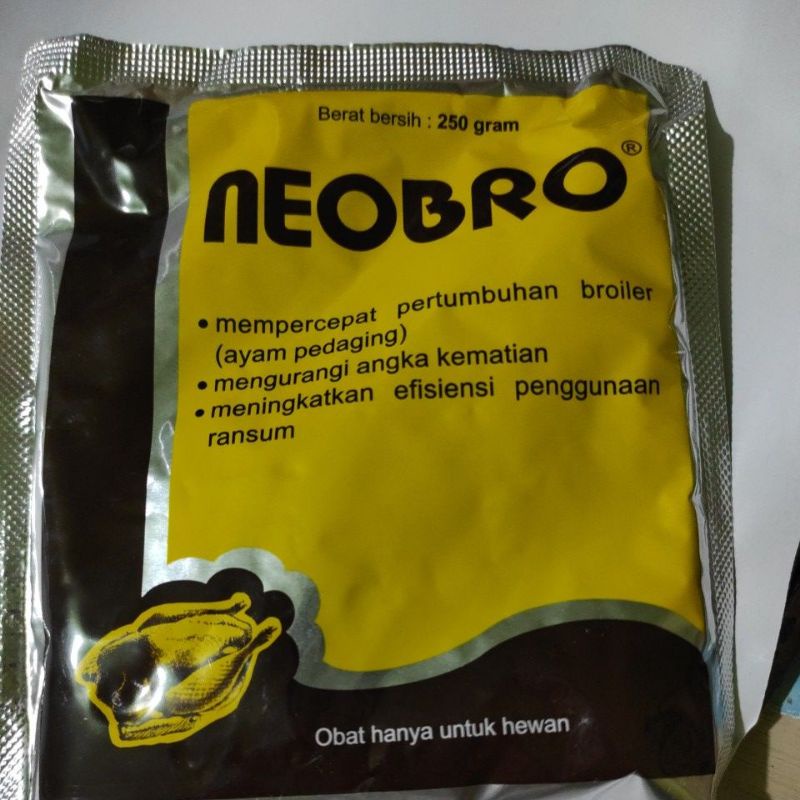 Berat bersih : 250 gram
NEOBRO®
• mempercepat pertumbuhan broiler
(ayam pedaging)
• mengurangi angka kematian
• meningkatkan efisiensi penggunaan
ransum
Obat hanya untuk hewan